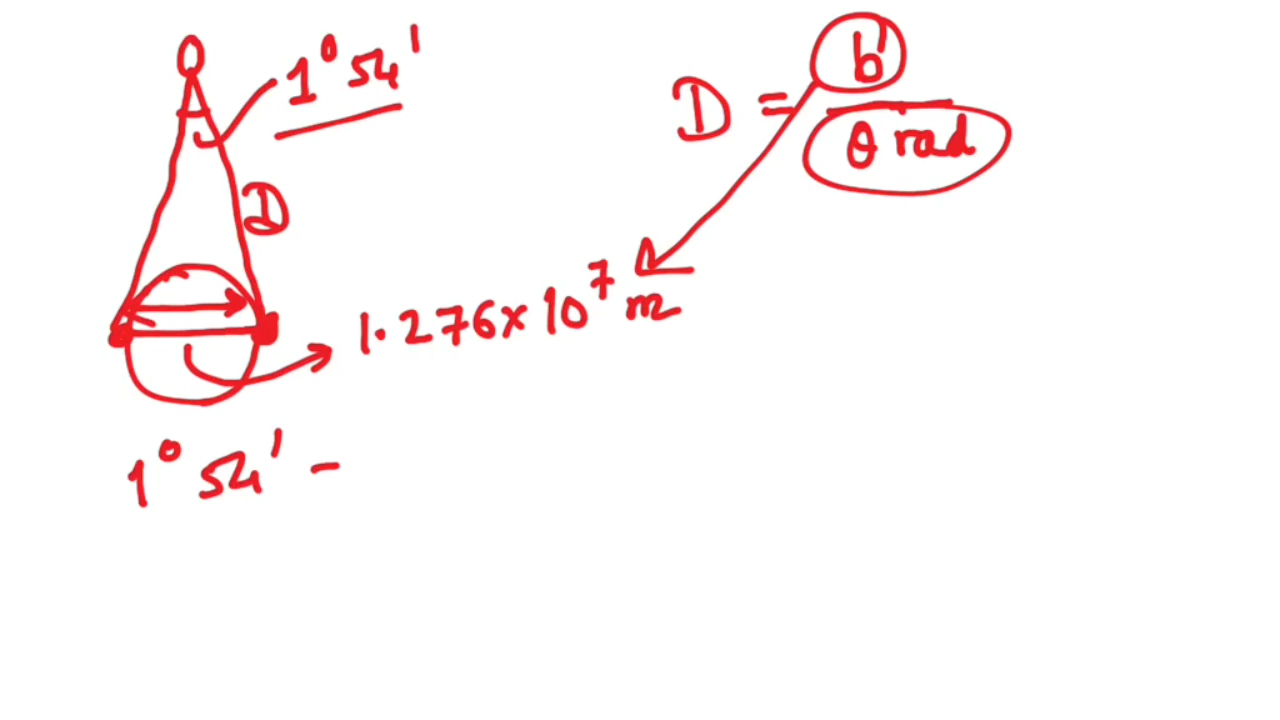 1° 54'
D = b / θ rad
D
1.276 × 10⁷ m
1° 54' -